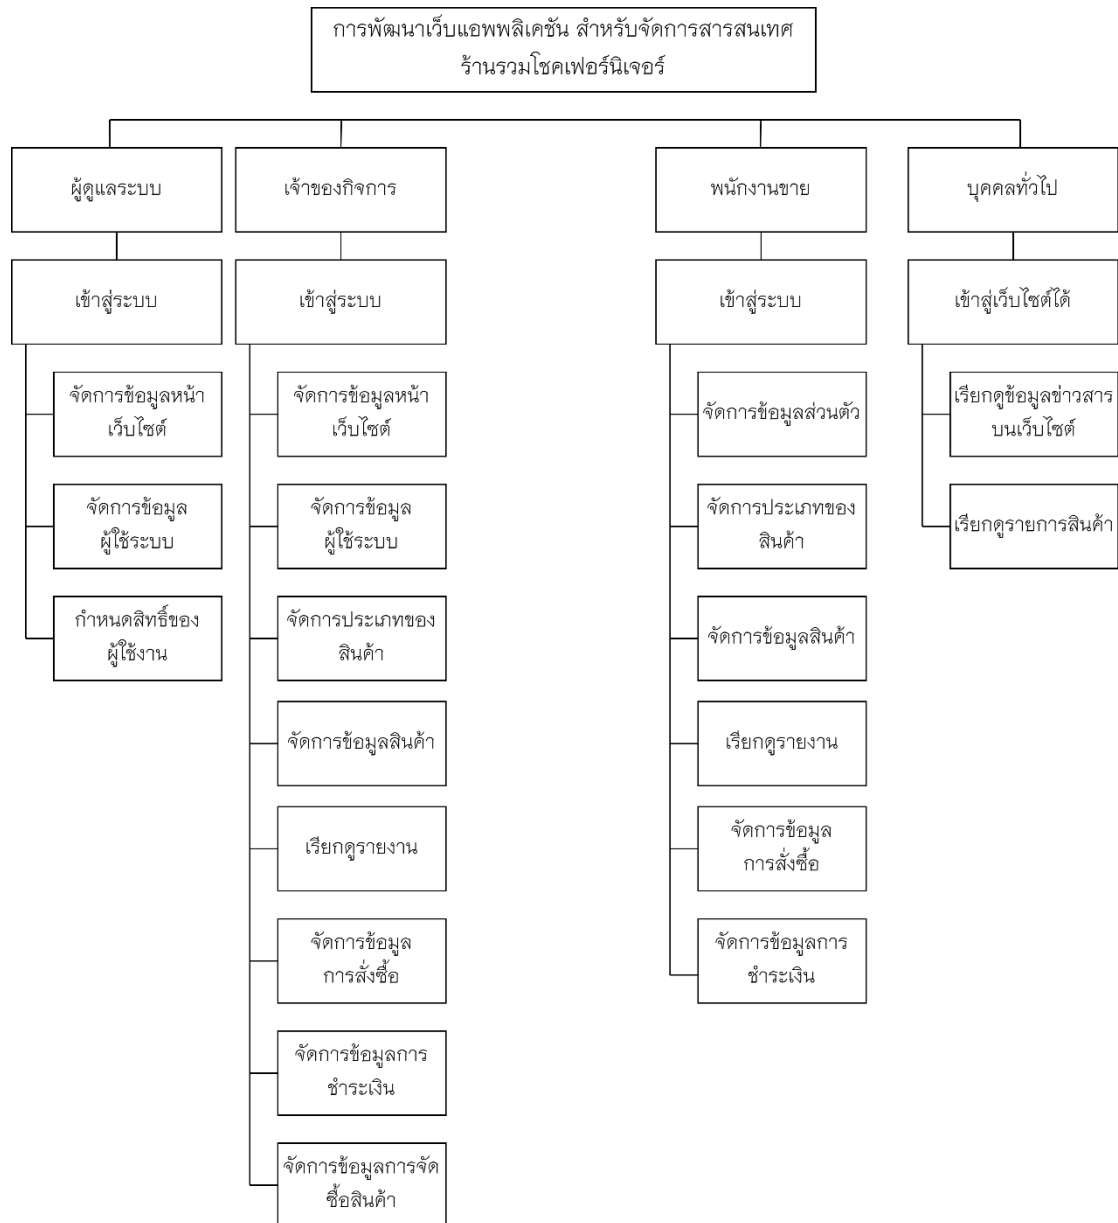 การพัฒนาเว็บแอพพลิเคชัน สำหรับจัดการสารสนเทศ
ร้านรวมโชคเฟอร์นิเจอร์
ผู้ดูแลระบบ
เข้าสู่ระบบ
จัดการข้อมูลหน้า
เว็บไซต์
จัดการข้อมูล
ผู้ใช้ระบบ
กำหนดสิทธิ์ของ
ผู้ใช้งาน
เจ้าของกิจการ
เข้าสู่ระบบ
จัดการข้อมูลหน้า
เว็บไซต์
จัดการข้อมูล
ผู้ใช้ระบบ
จัดการประเภทของ
สินค้า
จัดการข้อมูลสินค้า
เรียกดูรายงาน
จัดการข้อมูล
การสั่งซื้อ
จัดการข้อมูลการ
ชำระเงิน
จัดการข้อมูลการจัด
ซื้อสินค้า
พนักงานขาย
เข้าสู่ระบบ
จัดการข้อมูลส่วนตัว
จัดการประเภทของ
สินค้า
จัดการข้อมูลสินค้า
เรียกดูรายงาน
จัดการข้อมูล
การสั่งซื้อ
จัดการข้อมูลการ
ชำระเงิน
บุคคลทั่วไป
เข้าสู่เว็บไซต์ได้
เรียกดูข้อมูลข่าวสาร
บนเว็บไซต์
เรียกดูรายการสินค้า